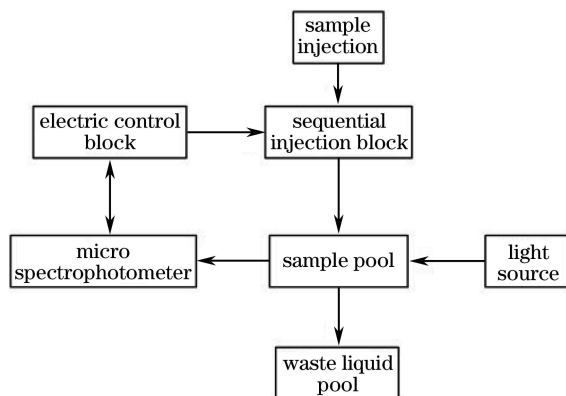 sample
injection
electric control
block
sequential
injection block
micro
spectrophotometer
sample pool
light
source
waste liquid
pool